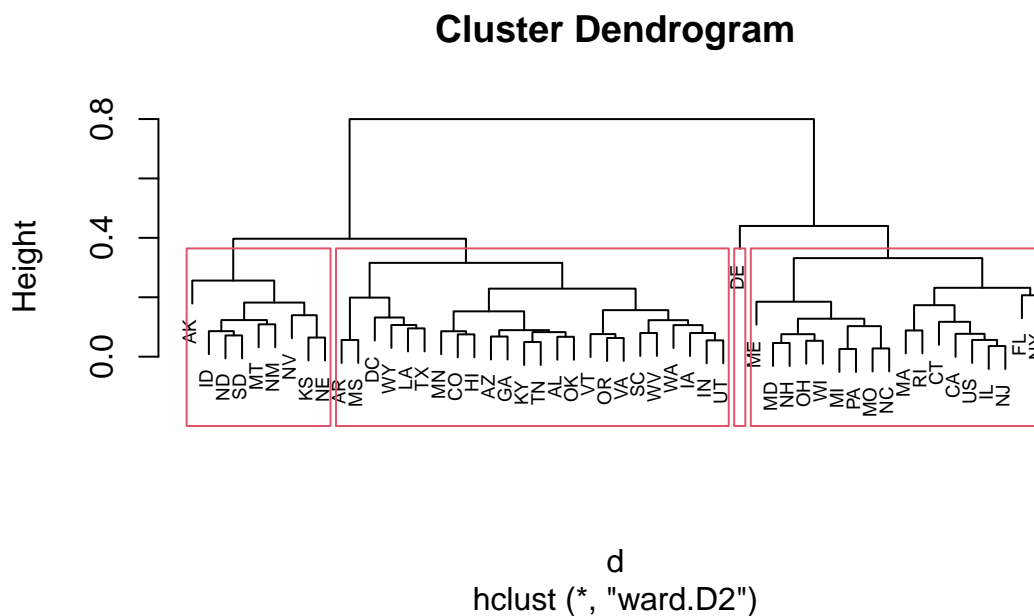 Cluster Dendrogram
Height
0.0
0.4
0.8
AK
ID
ND
SD
MT
NM
NV
KS
NE
AR
MS
DC
WY
LA
TX
MN
CO
HI
AZ
GA
KY
TN
AL
OK
VT
OR
VA
SC
WV
WA
IA
IN
UT
DE
ME
MD
NH
OH
WI
MI
PA
MO
NC
MA
RI
CT
CA
US
IL
NJ
FL
d
hclust (*, "ward.D2")